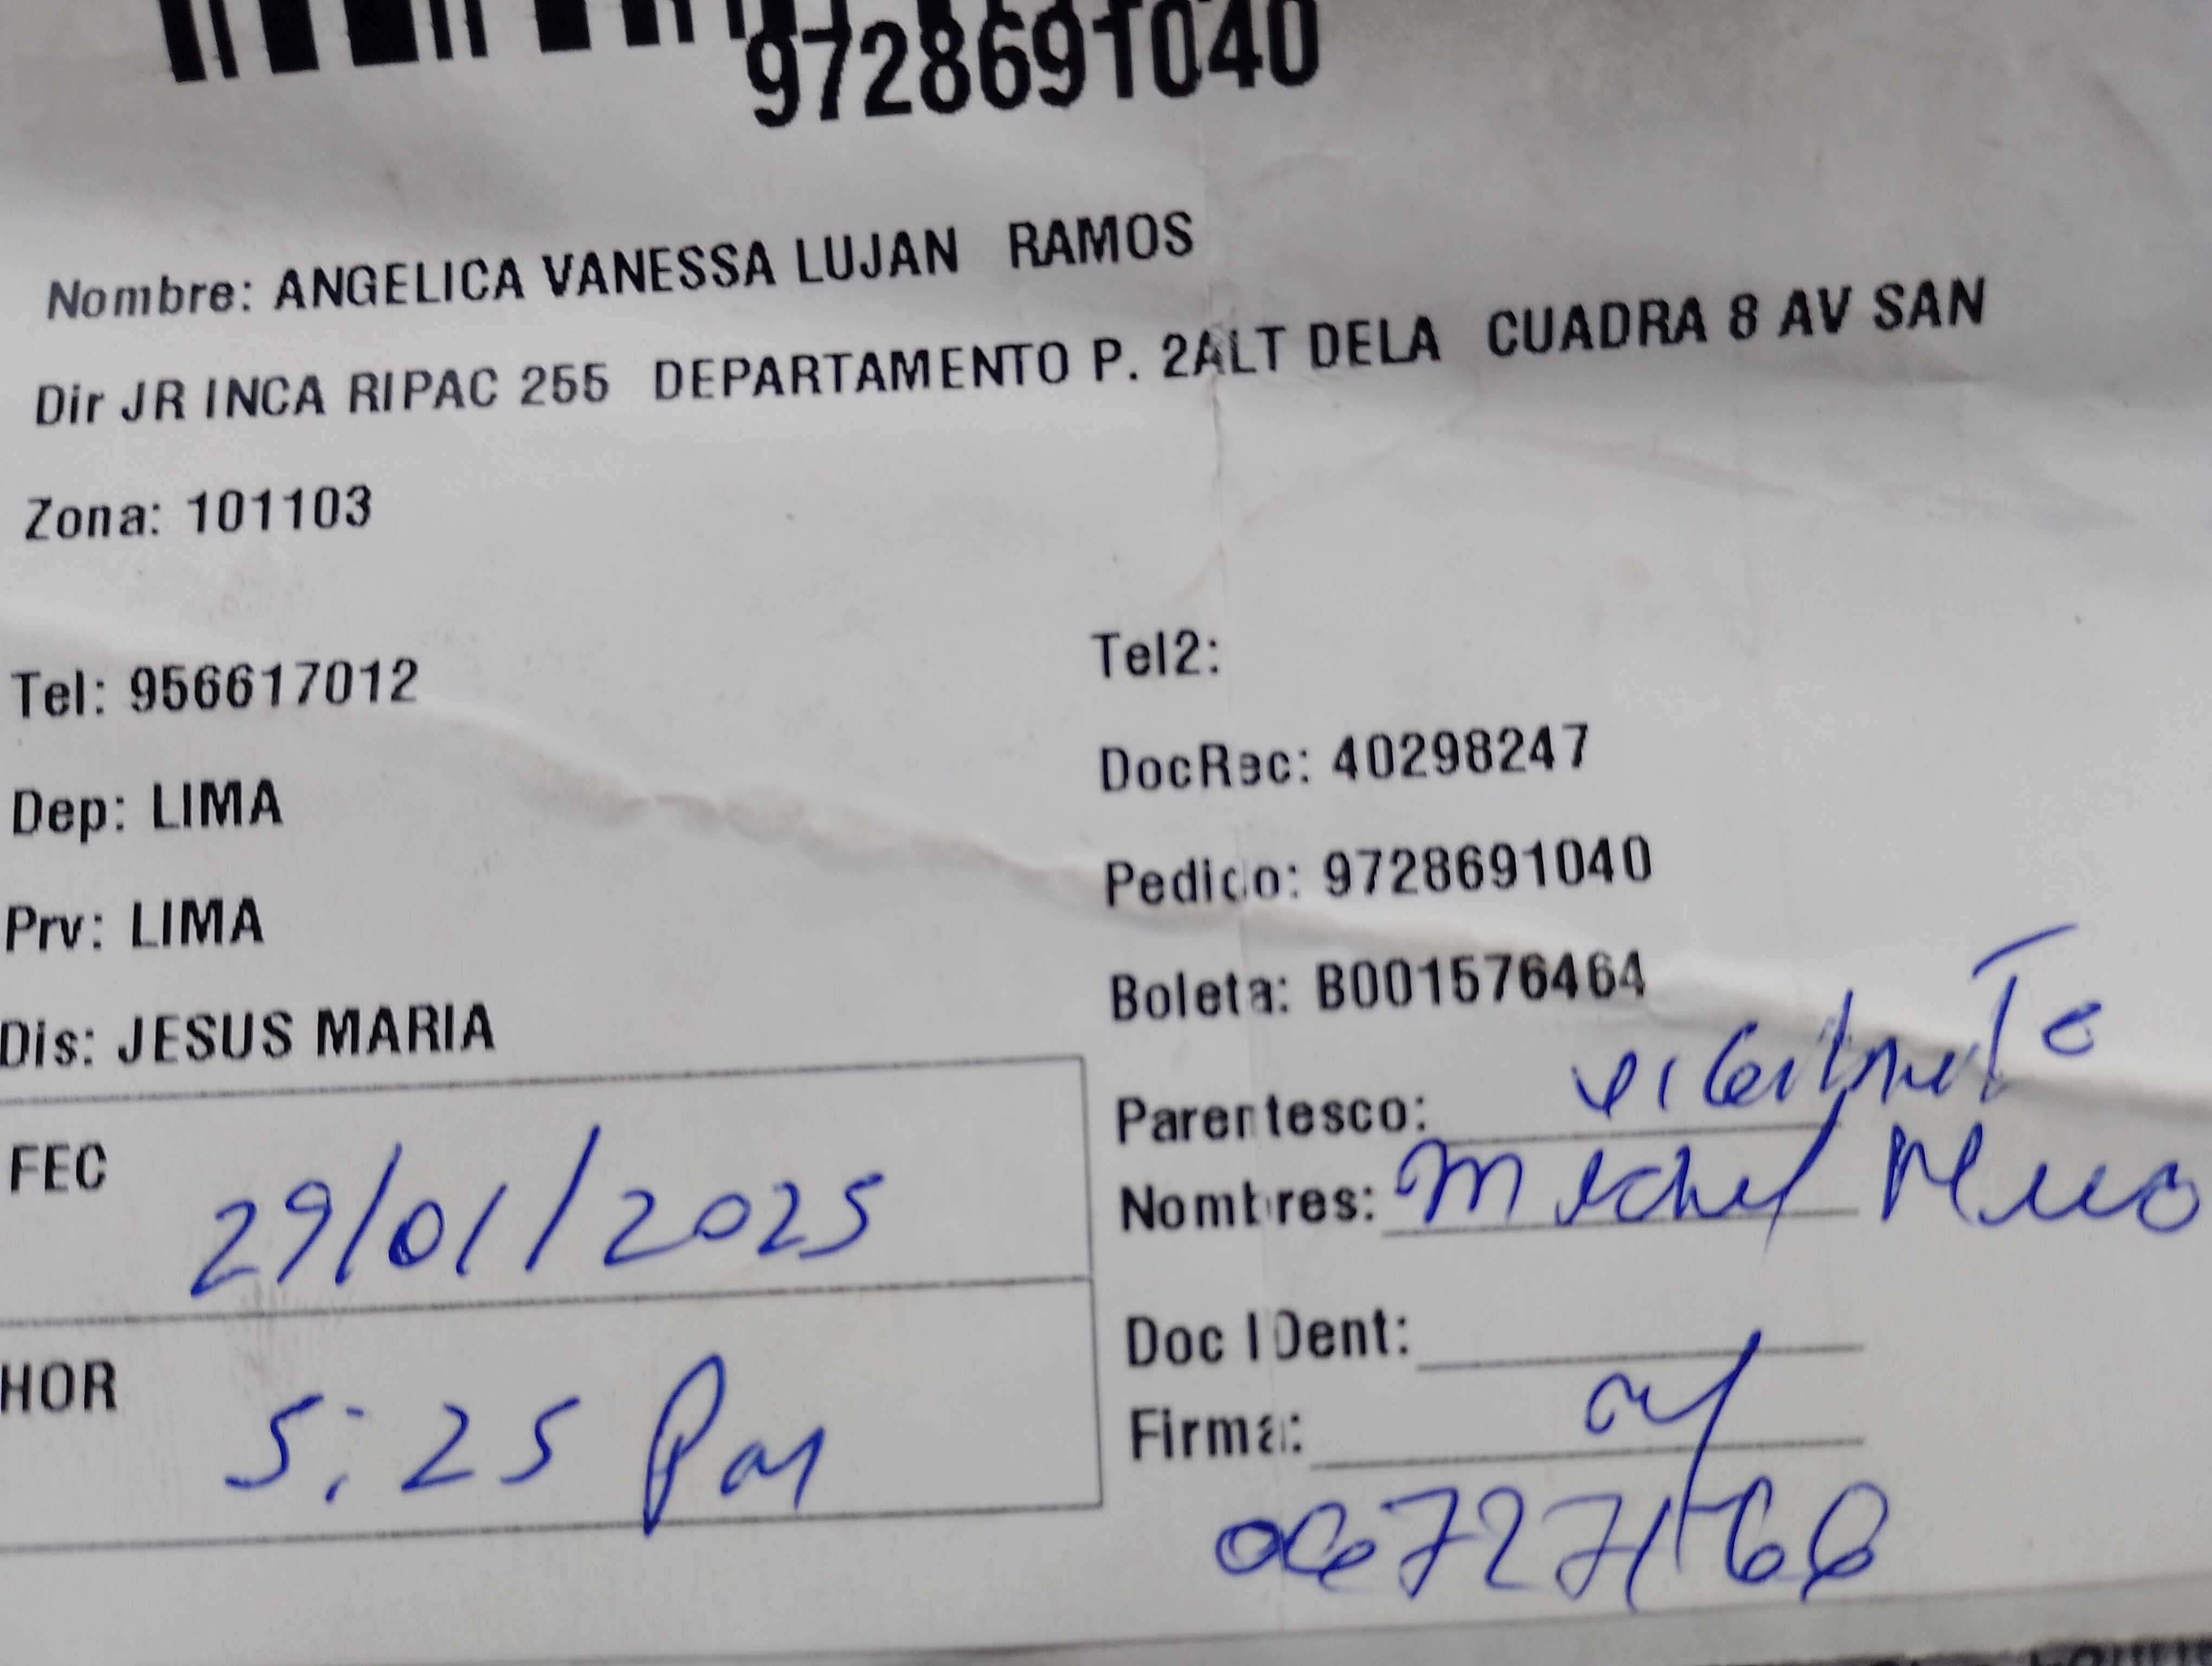 9728691040
Nombre: ANGELICA VANESSA LUJAN RAMOS
Dir JR INCA RIPAC 255 DEPARTAMENTO P. 2ALT DELA CUADRA 8 AV SAN
Zona: 101103
Tel: 956617012
Tel2:
DocRec: 40298247
Dep: LIMA
Pedido: 9728691040
Prv: LIMA
Boleta: B001576464
Dis: JESUS MARIA
Parentesco:
FEC 29/01/2025
Nombres:
HOR 5:25 Pm
Doc IDent:
Firma: